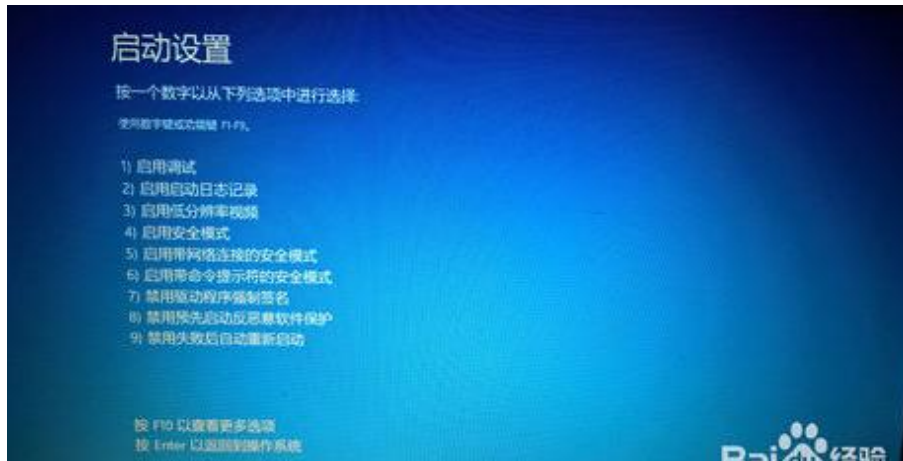 启动设置
按一个数字以从下列选项中进行选择:
使用数字键或功能键 F1-F9。
1) 启用调试
2) 启用启动日志记录
3) 启用低分辨率视频
4) 启用安全模式
5) 启用带网络连接的安全模式
6) 启用带命令提示符的安全模式
7) 禁用驱动程序强制签名
8) 禁用预先启动反恶意软件保护
9) 禁用失败后自动重新启动
按 F10 以查看更多选项
按 Enter 以返回到操作系统
Bai 经验